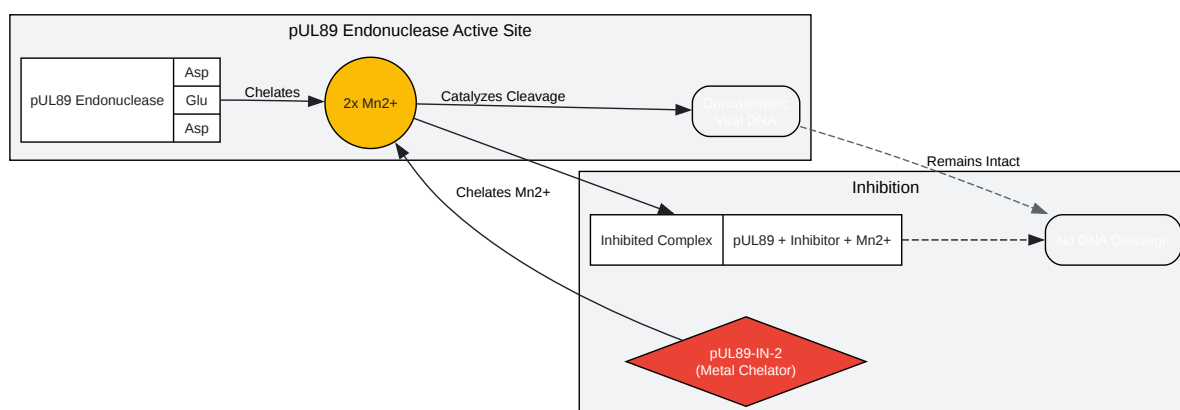 pUL89 Endonuclease Active Site
pUL89 Endonuclease
Asp
Glu
Asp
Chelates
2x Mn2+
Catalyzes Cleavage
Concatemeric
Viral DNA
Remains Intact
Chelates Mn2+
Inhibition
Inhibited Complex
pUL89 + Inhibitor + Mn2+
No DNA Cleavage
pUL89-IN-2
(Metal Chelator)